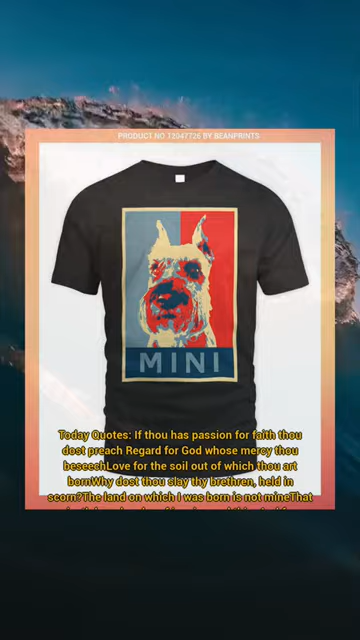 PRODUCT NO 12047726 BY BEANPRINTS
MINI
Today Quotes: If thou has passion for faith thou
dost preach Regard for God whose mercy thou
beseechLove for the soil out of which thou art
bornWhy dost thou slay thy brethren, held in
scorn?The land on which I was born is not mineThat